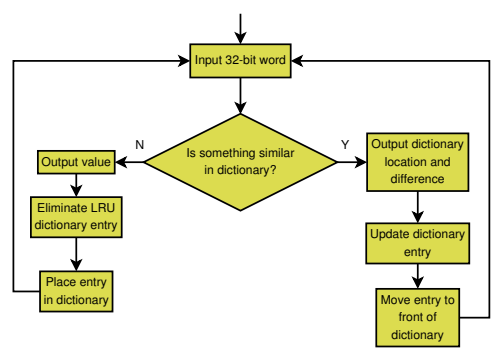 Input 32-bit word
Is something similar
in dictionary?
N
Y
Output value
Eliminate LRU
dictionary entry
Place entry
in dictionary
Output dictionary
location and
difference
Update dictionary
entry
Move entry to
front of
dictionary